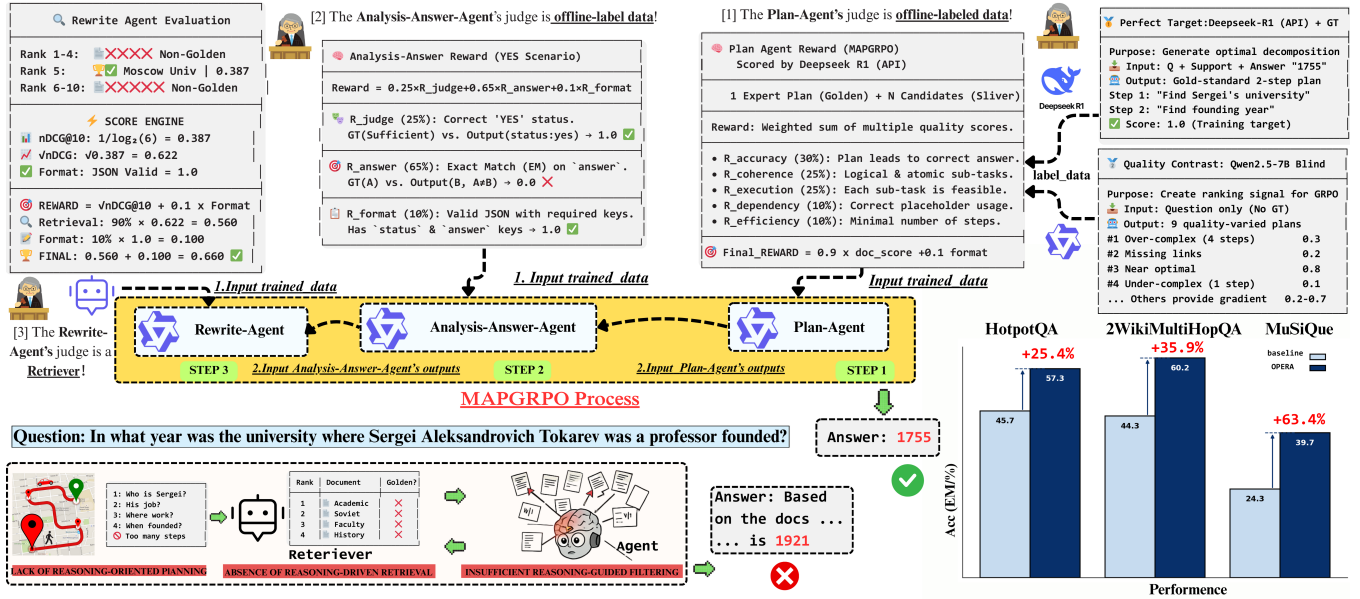 🔍 Rewrite Agent Evaluation
Rank 1-4: 📄❌❌❌❌ Non-Golden
Rank 5: 🏆✅ Moscow Univ | 0.387
Rank 6-10: 📄❌❌❌❌❌ Non-Golden
⚡ SCORE ENGINE
📊 nDCG@10: 1/log₂(6) = 0.387
📈 √nDCG: √0.387 = 0.622
✅ Format: JSON Valid = 1.0
🎯 REWARD = √nDCG@10 + 0.1 x Format
🔍 Retrieval: 90% × 0.622 = 0.560
📝 Format: 10% × 1.0 = 0.100
🏆 FINAL: 0.560 + 0.100 = 0.660 ✅
[3] The Rewrite-
Agent's judge is a
Retriever!
[2] The Analysis-Answer-Agent's judge is offline-label data!
🧠 Analysis-Answer Reward (YES Scenario)
Reward = 0.25×R_judge+0.65×R_answer+0.1×R_format
R_judge (25%): Correct 'YES' status.
GT(Sufficient) vs. Output(status:yes) → 1.0 ✅
🎯 R_answer (65%): Exact Match (EM) on `answer`.
GT(A) vs. Output(B, A≠B) → 0.0 ❌
📋 R_format (10%): Valid JSON with required keys.
Has `status` & `answer` keys → 1.0 ✅
[1] The Plan-Agent's judge is offline-labeled data!
🧠 Plan Agent Reward (MAPGRPO)
Scored by Deepseek R1 (API)
1 Expert Plan (Golden) + N Candidates (Sliver)
Reward: Weighted sum of multiple quality scores.
• R_accuracy (30%): Plan leads to correct answer.
• R_coherence (25%): Logical & atomic sub-tasks.
• R_execution (25%): Each sub-task is feasible.
• R_dependency (10%): Correct placeholder usage.
• R_efficiency (10%): Minimal number of steps.
🎯 Final_REWARD = 0.9 x doc_score +0.1 format
Deepseek R1
label_data
🥇 Perfect Target:Deepseek-R1 (API) + GT
Purpose: Generate optimal decomposition
📥 Input: Q + Support + Answer "1755"
🤖 Output: Gold-standard 2-step plan
Step 1: "Find Sergei's university"
Step 2: "Find founding year"
✅ Score: 1.0 (Training target)
🥈 Quality Contrast: Qwen2.5-7B Blind
Purpose: Create ranking signal for GRPO
📥 Input: Question only (No GT)
🤖 Output: 9 quality-varied plans
#1 Over-complex (4 steps) 0.3
#2 Missing links 0.2
#3 Near optimal 0.8
#4 Under-complex (1 step) 0.1
... Others provide gradient 0.2-0.7
1.Input trained_data
1. Input trained_data
Input trained_data
Rewrite-Agent
Analysis-Answer-Agent
Plan-Agent
STEP 3
2.Input Analysis-Answer-Agent's outputs
STEP 2
2.Input Plan-Agent's outputs
STEP 1
MAPGRPO Process
Question: In what year was the university where Sergei Aleksandrovich Tokarev was a professor founded?
Answer: 1755
1: Who is Sergei?
2: His job?
3: Where work?
4: When founded?
🚫 Too many steps
LACK OF REASONING-ORIENTED PLANNING
Rank Document Golden?
1 📄 Academic ❌
2 📄 Soviet ❌
3 📄 Faculty ❌
4 📄 History ❌
Reteriever
ABSENCE OF REASONING-DRIVEN RETRIEVAL
Agent
INSUFFICIENT REASONING-GUIDED FILTERING
Answer: Based
on the docs ...
... is 1921
HotpotQA
2WikiMultiHopQA
MuSiQue
+25.4%
+35.9%
+63.4%
baseline
OPERA
45.7
57.3
44.3
60.2
24.3
39.7
Acc (EM/%)
Performence